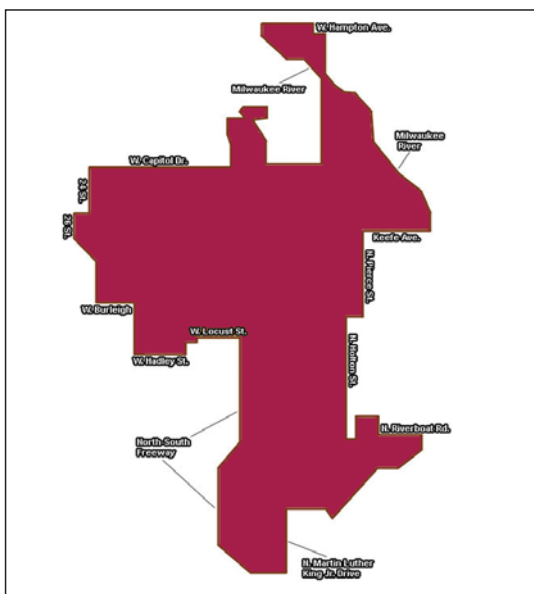 W. Hampton Ave.
Milwaukee River
Milwaukee
River
W. Capitol Dr.
24 St.
26 St.
Keefe Ave.
N. Pierce St.
W. Burleigh
W. Locust St.
N. Holton St.
W. Hadley St.
N. Riverboat Rd.
North-South
Freeway
N. Martin Luther
King Jr. Drive